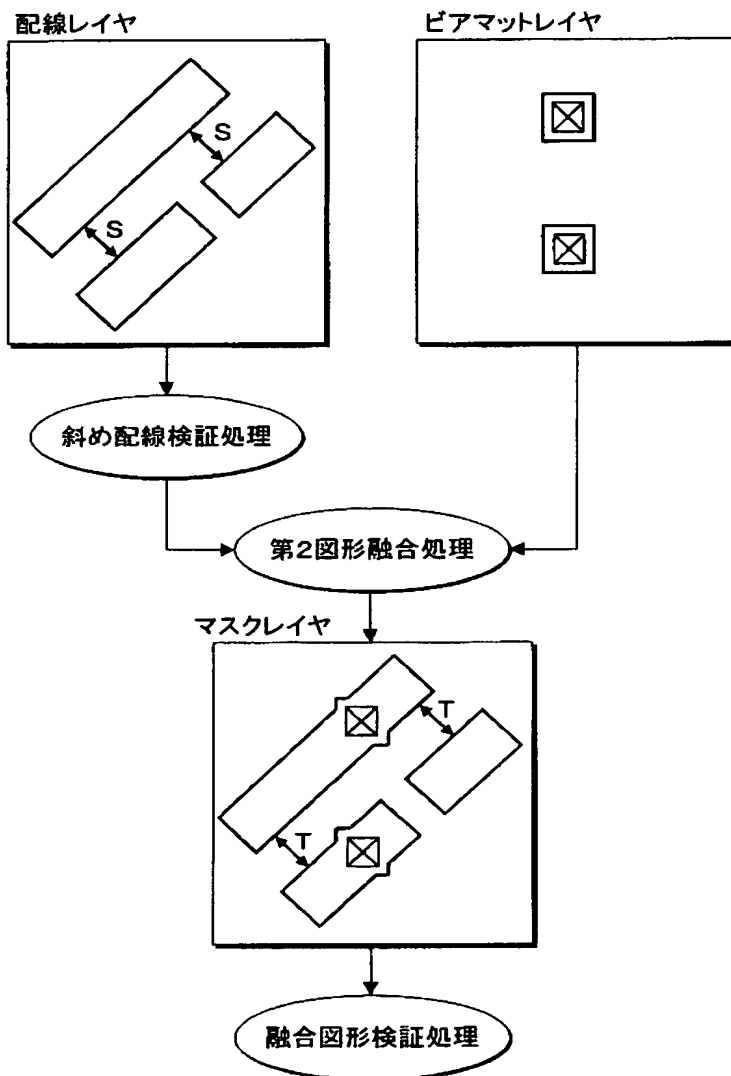 配線レイヤ
ビアマットレイヤ
S
S
斜め配線検証処理
第2図形融合処理
マスクレイヤ
T
T
融合図形検証処理